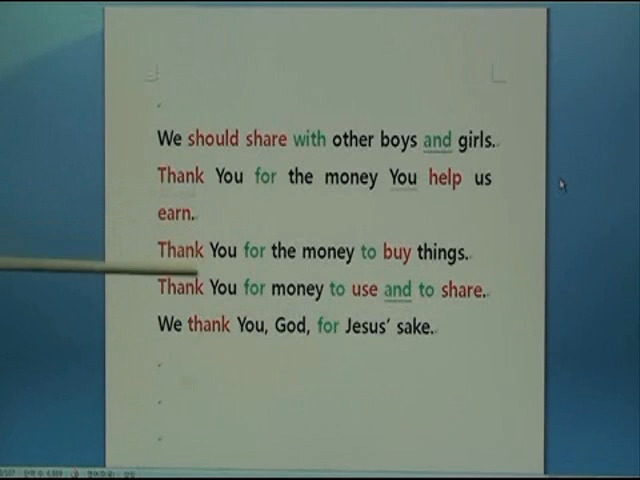 We should share with other boys and girls.
Thank You for the money You help us
earn.
Thank You for the money to buy things.
Thank You for money to use and to share.
We thank You, God, for Jesus' sake.